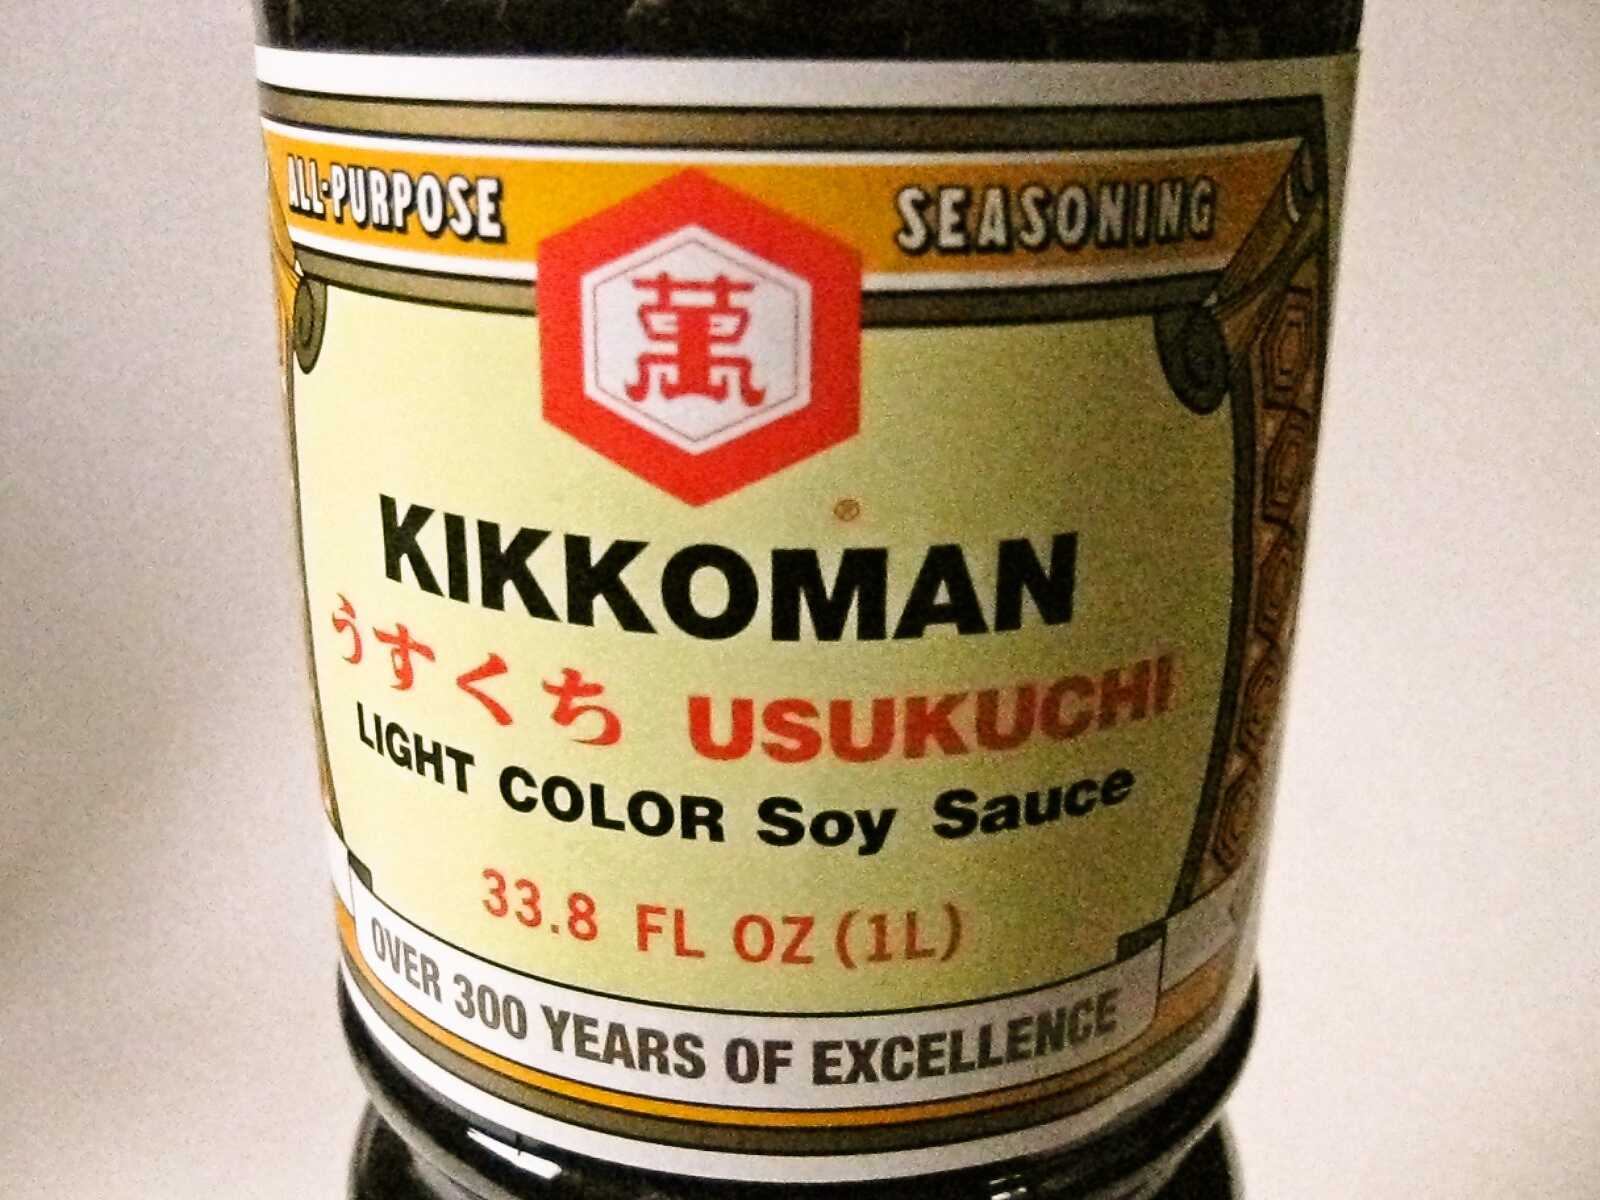 ALL-PURPOSE SEASONING
萬
®
KIKKOMAN
うすくち USUKUCHI
LIGHT COLOR Soy Sauce
33.8 FL OZ (1L)
OVER 300 YEARS OF EXCELLENCE